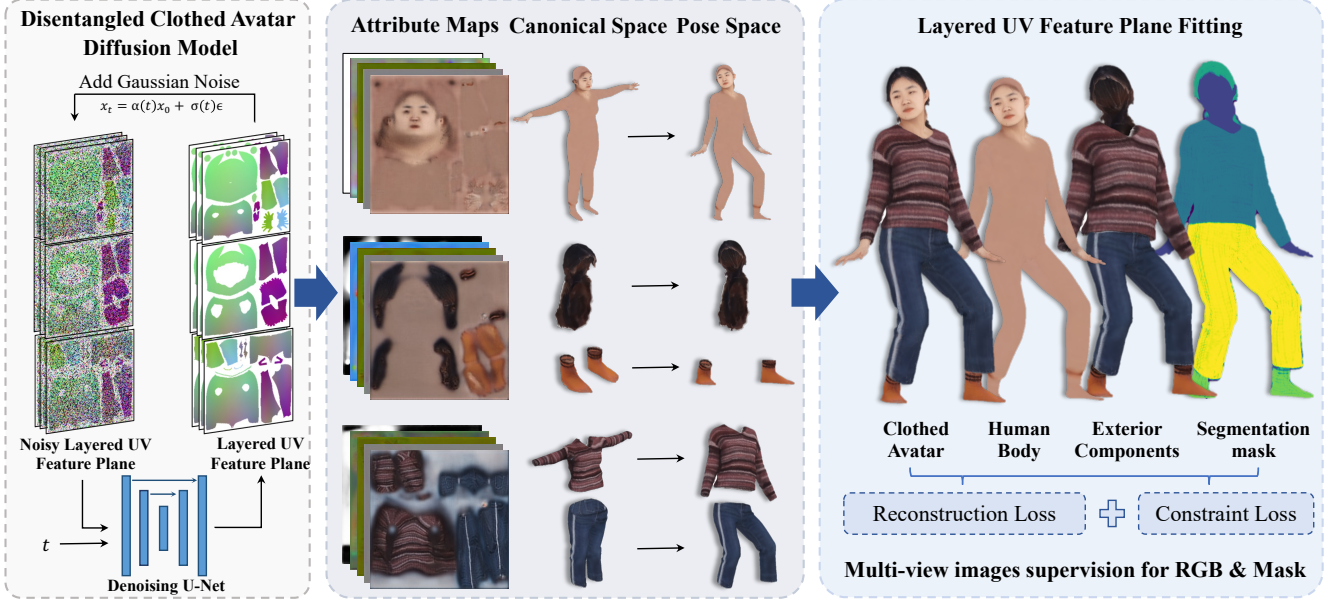 Disentangled Clothed Avatar
Diffusion Model
Add Gaussian Noise
x_t = α(t)x_0 + σ(t)ϵ
Noisy Layered UV
Feature Plane
Layered UV
Feature Plane
t
Denoising U-Net
Attribute Maps
Canonical Space
Pose Space
Layered UV Feature Plane Fitting
Clothed
Avatar
Human
Body
Exterior
Components
Segmentation
mask
Reconstruction Loss
Constraint Loss
Multi-view images supervision for RGB & Mask